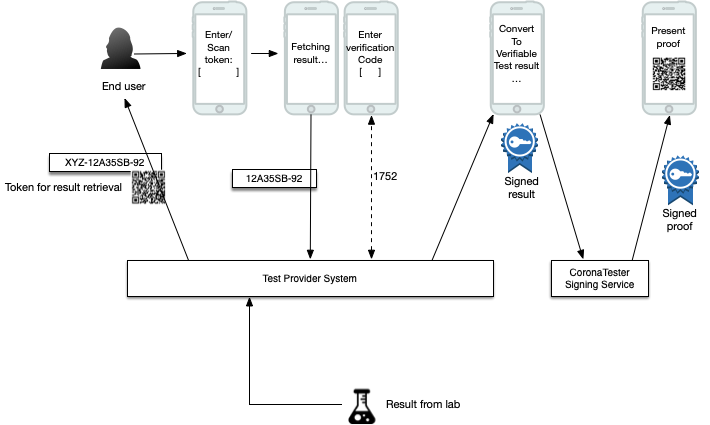 Enter/
Scan
token:
[ ]
Fetching
result...
Enter
verification
Code
[ ]
Convert
To
Verifiable
Test result
...
Present
proof
End user
XYZ-12A35SB-92
Token for result retrieval
12A35SB-92
1752
Signed
result
Signed
proof
Test Provider System
CoronaTester
Signing Service
Result from lab